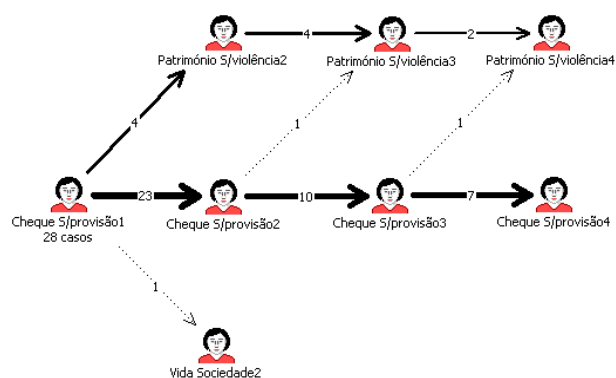 4
2
Património S/violência2
Património S/violência3
Património S/violência4
4
1
1
23
10
7
Cheque S/provisão1
28 casos
Cheque S/provisão2
Cheque S/provisão3
Cheque S/provisão4
1
Vida Sociedade2